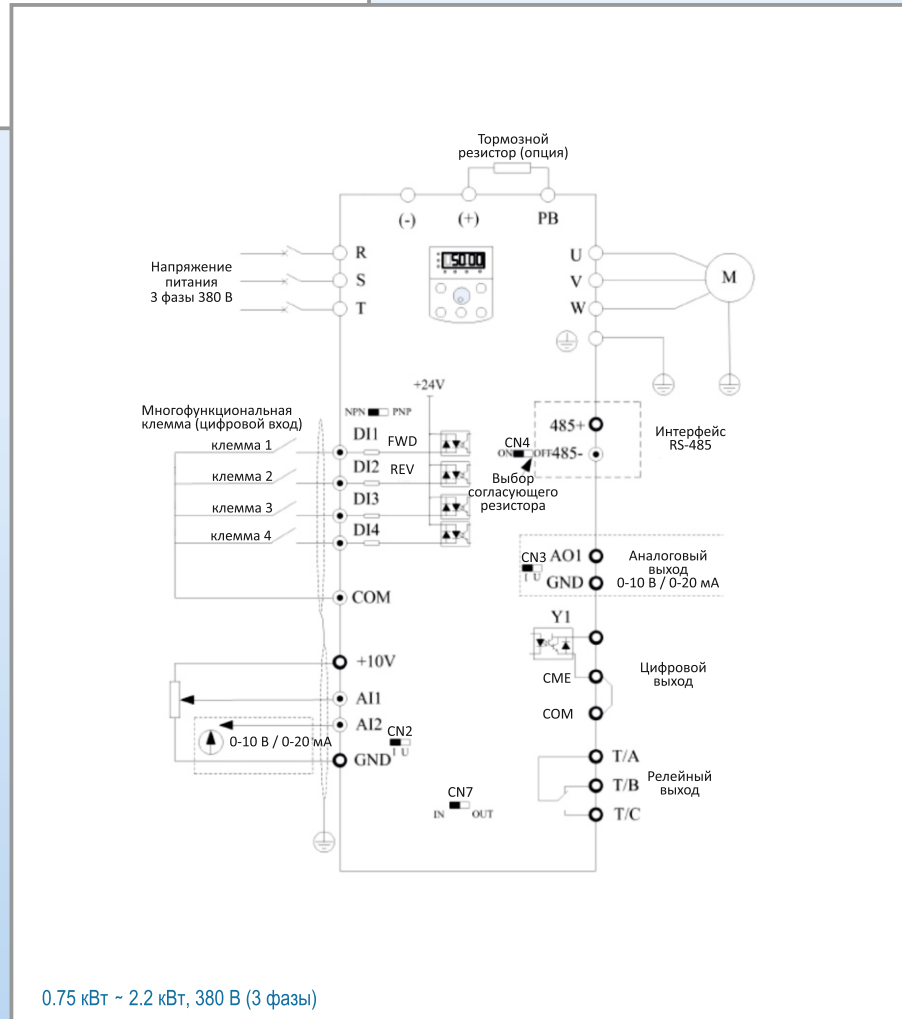 Тормозной
резистор (опция)
(-)
(+)
PB
R
S
T
Напряжение
питания
3 фазы 380 В
5000
U
V
W
M
+24V
NPN
PNP
Многофункциональная
клемма (цифровой вход)
клемма 1
клемма 2
клемма 3
клемма 4
DI1
FWD
DI2
REV
DI3
DI4
COM
485+
485-
CN4
ON
OFF
Выбор
согласующего
резистора
Интерфейс
RS-485
CN3
I U
AO1
GND
Аналоговый
выход
0-10 В / 0-20 мА
Y1
CME
COM
Цифровой
выход
+10V
AI1
AI2
0-10 В / 0-20 мА
CN2
I U
GND
CN7
IN
OUT
T/A
T/B
T/C
Релейный
выход
0.75 кВт ~ 2.2 кВт, 380 В (3 фазы)